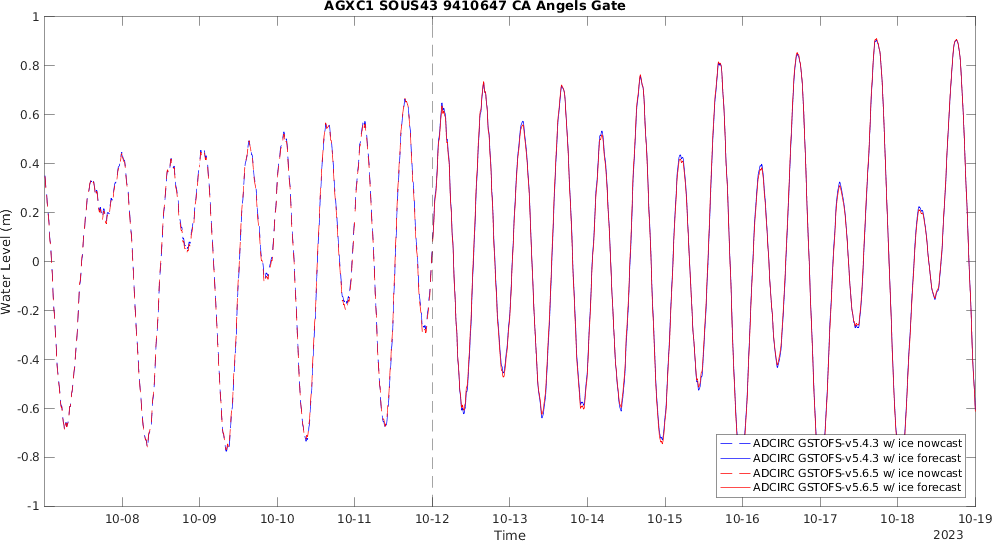 AGXC1 SOUS43 9410647 CA Angels Gate
1
0.8
0.6
0.4
0.2
0
-0.2
-0.4
-0.6
-0.8
-1
Water Level (m)
ADCIRC GSTOFS-v5.4.3 w/ ice nowcast
ADCIRC GSTOFS-v5.4.3 w/ ice forecast
ADCIRC GSTOFS-v5.6.5 w/ ice nowcast
ADCIRC GSTOFS-v5.6.5 w/ ice forecast
10-08 10-09 10-10 10-11 10-12 10-13 10-14 10-15 10-16 10-17 10-18 10-19
Time
2023